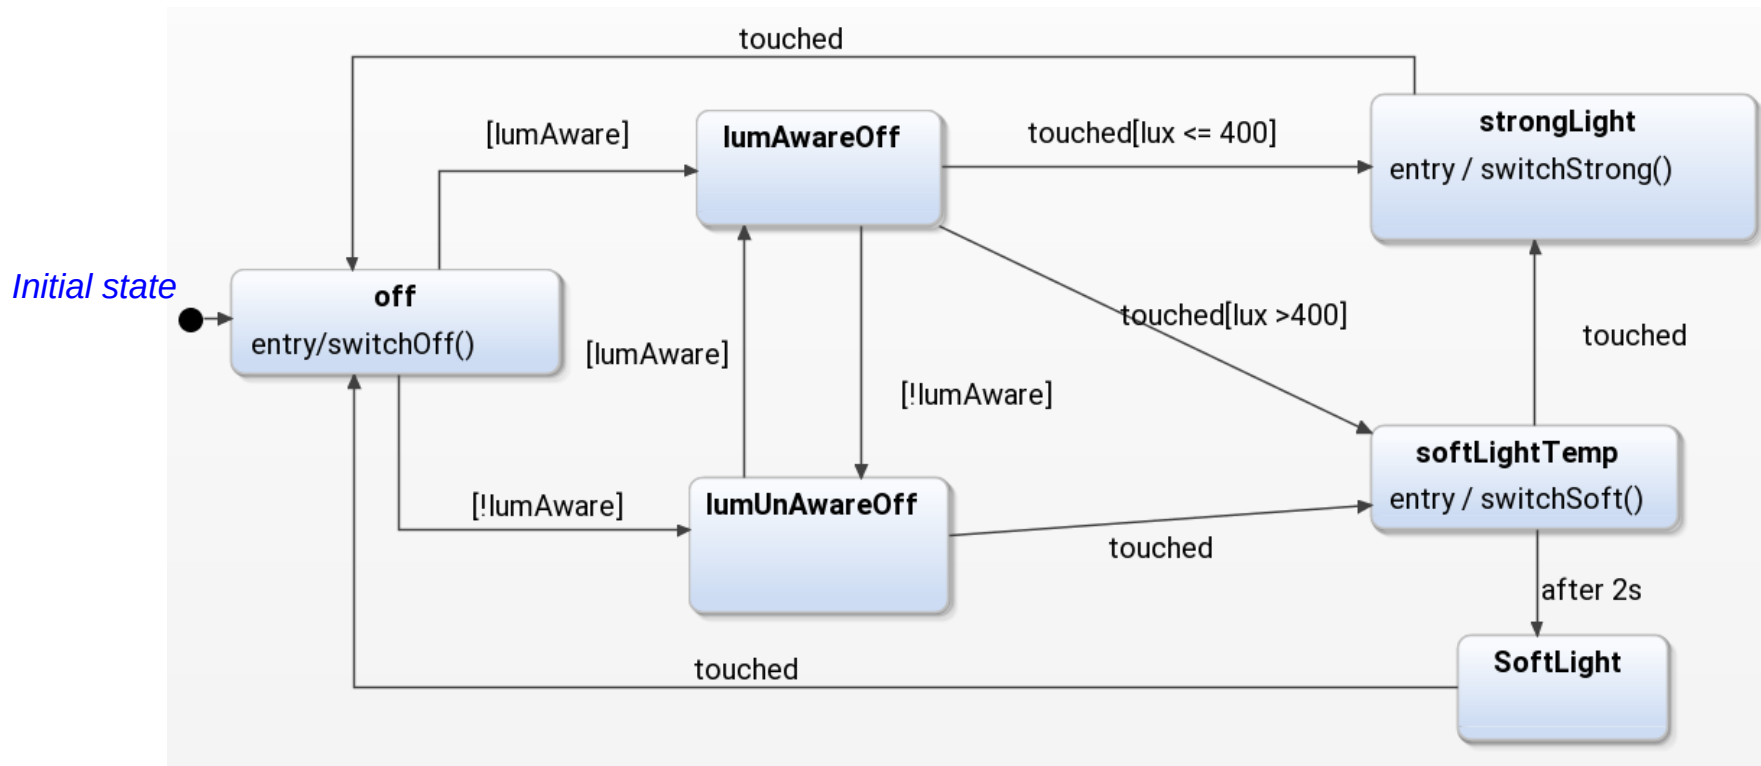 touched
[lumAware]
lumAwareOff
touched[lux <= 400]
strongLight
entry / switchStrong()
Initial state
off
entry/switchOff()
[lumAware]
touched[lux >400]
touched
[!lumAware]
softLightTemp
entry / switchSoft()
[!lumAware]
lumUnAwareOff
touched
after 2s
touched
SoftLight